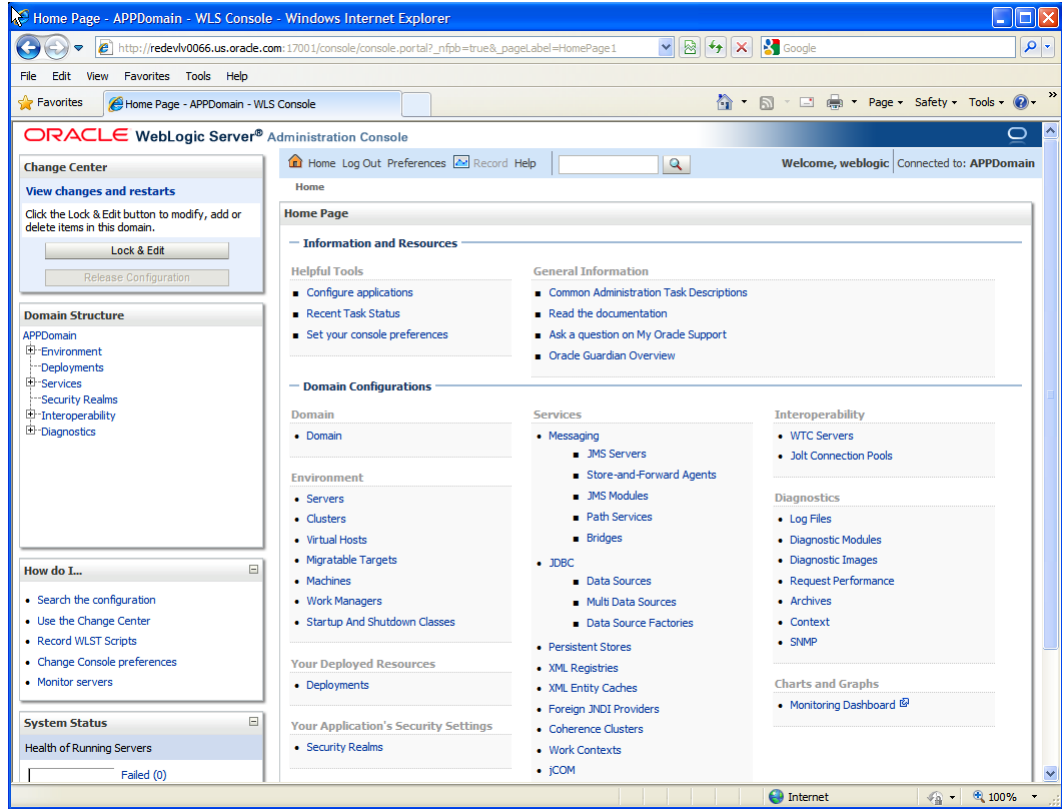 Home Page - APPDomain - WLS Console - Windows Internet Explorer
http://redevlv0066.us.oracle.com:17001/console/console.portal?_nfpb=true&_pageLabel=HomePage1
Google
File Edit View Favorites Tools Help
Favorites
Home Page - APPDomain - WLS Console
Page Safety Tools »
ORACLE WebLogic Server® Administration Console
Change Center
View changes and restarts
Click the Lock & Edit button to modify, add or
delete items in this domain.
Lock & Edit
Release Configuration
Domain Structure
APPDomain
Environment
Deployments
Services
Security Realms
Interoperability
Diagnostics
How do I...
Search the configuration
Use the Change Center
Record WLST Scripts
Change Console preferences
Monitor servers
System Status
Health of Running Servers
Failed (0)
Home Log Out Preferences Record Help
Welcome, weblogic Connected to: APPDomain
Home
Home Page
Information and Resources
Helpful Tools
Configure applications
Recent Task Status
Set your console preferences
General Information
Common Administration Task Descriptions
Read the documentation
Ask a question on My Oracle Support
Oracle Guardian Overview
Domain Configurations
Domain
Domain
Environment
Servers
Clusters
Virtual Hosts
Migratable Targets
Machines
Work Managers
Startup And Shutdown Classes
Your Deployed Resources
Deployments
Your Application's Security Settings
Security Realms
Services
Messaging
JMS Servers
Store-and-Forward Agents
JMS Modules
Path Services
Bridges
JDBC
Data Sources
Multi Data Sources
Data Source Factories
Persistent Stores
XML Registries
XML Entity Caches
Foreign JNDI Providers
Coherence Clusters
Work Contexts
jCOM
Interoperability
WTC Servers
Jolt Connection Pools
Diagnostics
Log Files
Diagnostic Modules
Diagnostic Images
Request Performance
Archives
Context
SNMP
Charts and Graphs
Monitoring Dashboard
Internet
100%